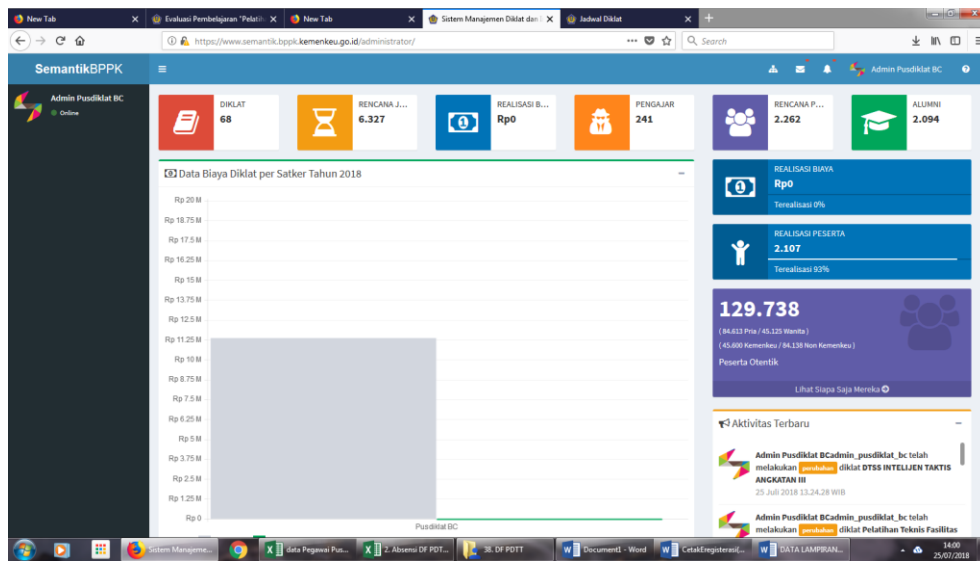 New Tab
Evaluasi Pembelajaran "Pelatih
New Tab
Sistem Manajemen Diklat dan
Jadwal Diklat
https://www.semantik.bppk.kemenkeu.go.id/administrator/
Search
SemantikBPPK
Admin Pusdiklat BC
Admin Pusdiklat BC
Online
DIKLAT
68
RENCANA J...
6.327
REALISASI B...
Rp0
PENGAJAR
241
RENCANA P...
2.262
ALUMNI
2.094
Data Biaya Diklat per Satker Tahun 2018
Rp 20 M
Rp 18.75 M
Rp 17.5 M
Rp 16.25 M
Rp 15 M
Rp 13.75 M
Rp 12.5 M
Rp 11.25 M
Rp 10 M
Rp 8.75 M
Rp 7.5 M
Rp 6.25 M
Rp 5 M
Rp 3.75 M
Rp 2.5 M
Rp 1.25 M
Rp 0
Pusdiklat BC
REALISASI BIAYA
Rp0
Terealisasi 0%
REALISASI PESERTA
2.107
Terealisasi 93%
129.738
( 84.613 Pria / 45.125 Wanita )
( 45.600 Kemenkeu / 84.138 Non Kemenkeu )
Peserta Otentik
Lihat Siapa Saja Mereka
Aktivitas Terbaru
Admin Pusdiklat BCadmin_pusdiklat_bc telah
melakukan perubahan diklat DTSS INTELIJEN TAKTIS
ANGKATAN III
25 Juli 2018 13.24.28 WIB
Admin Pusdiklat BCadmin_pusdiklat_bc telah
melakukan perubahan diklat Pelatihan Teknis Fasilitas
Sistem Manajeme...
data Pegawai Pus...
2. Absensi DF PDT...
38. DF PDTT
Document1 - Word
CetakEregisterasi(...
DATA LAMPIRAN...
14:00
25/07/2018